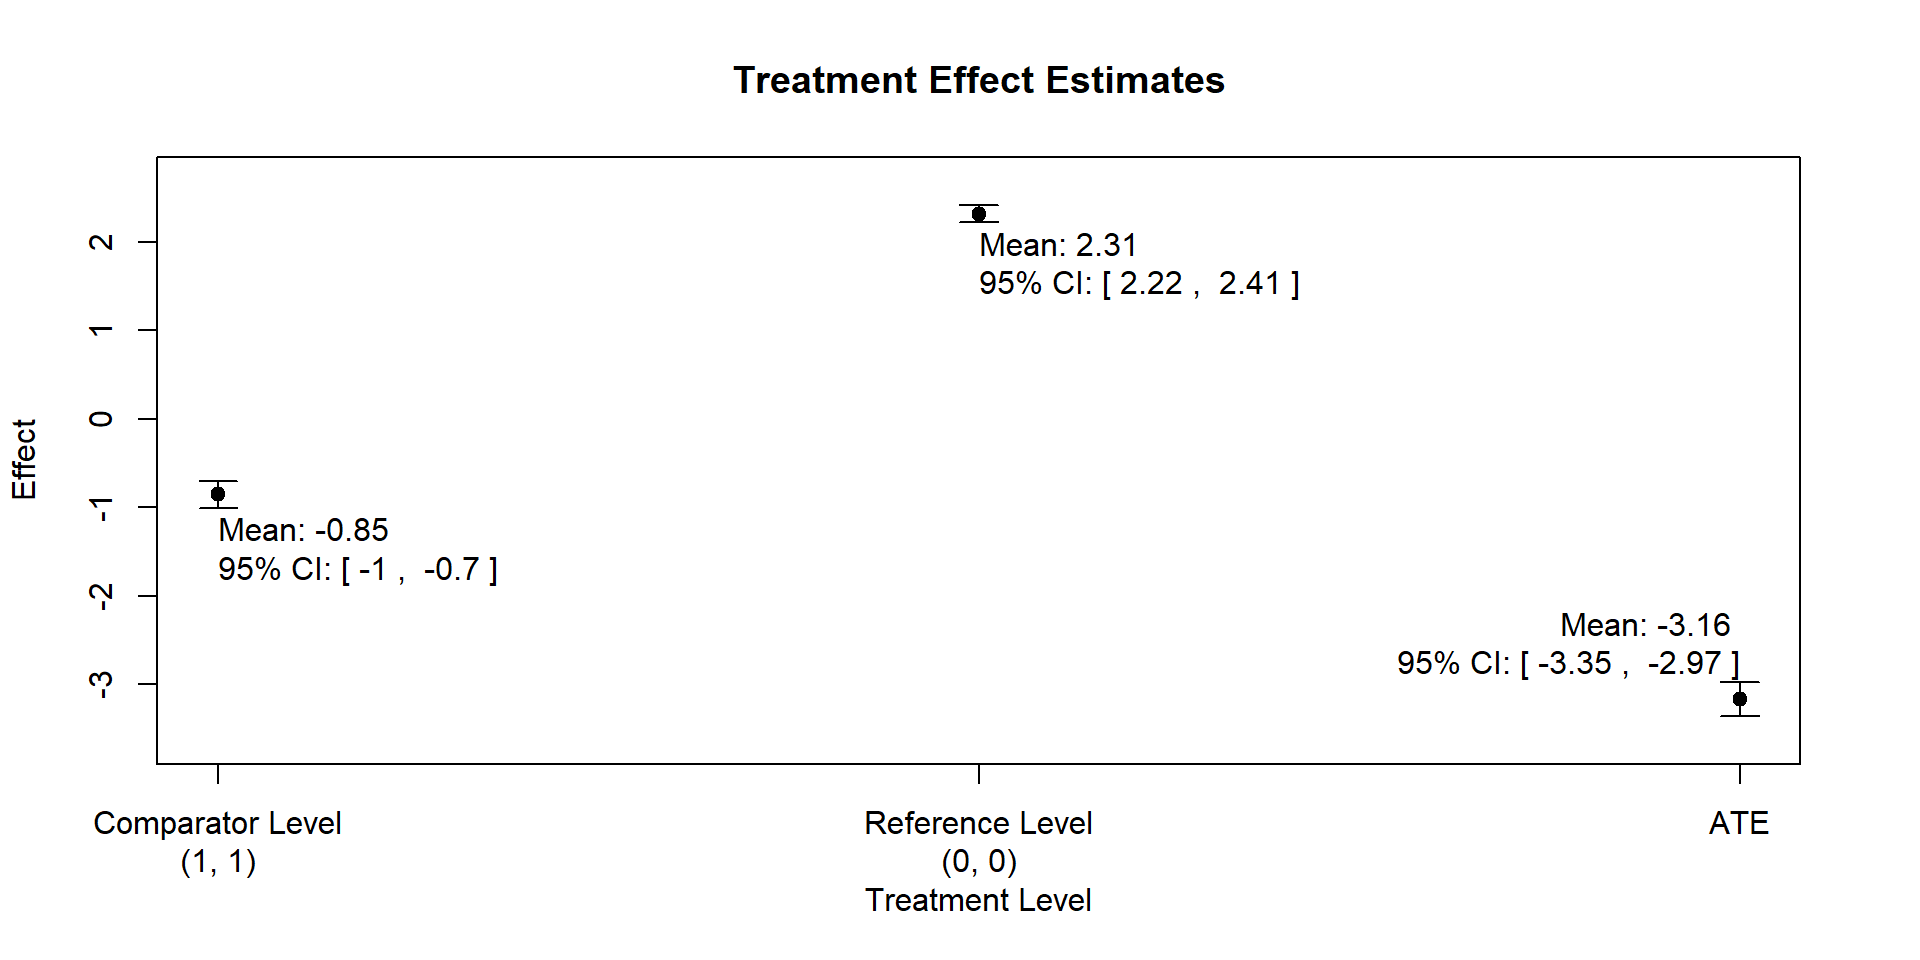 Treatment Effect Estimates
Effect
2
1
0
-1
-2
-3
Mean: 2.31
95% CI: [ 2.22 ,  2.41 ]
Mean: -0.85
95% CI: [ -1 ,  -0.7 ]
Mean: -3.16
95% CI: [ -3.35 ,  -2.97 ]
Comparator Level
(1, 1)
Reference Level
(0, 0)
ATE
Treatment Level